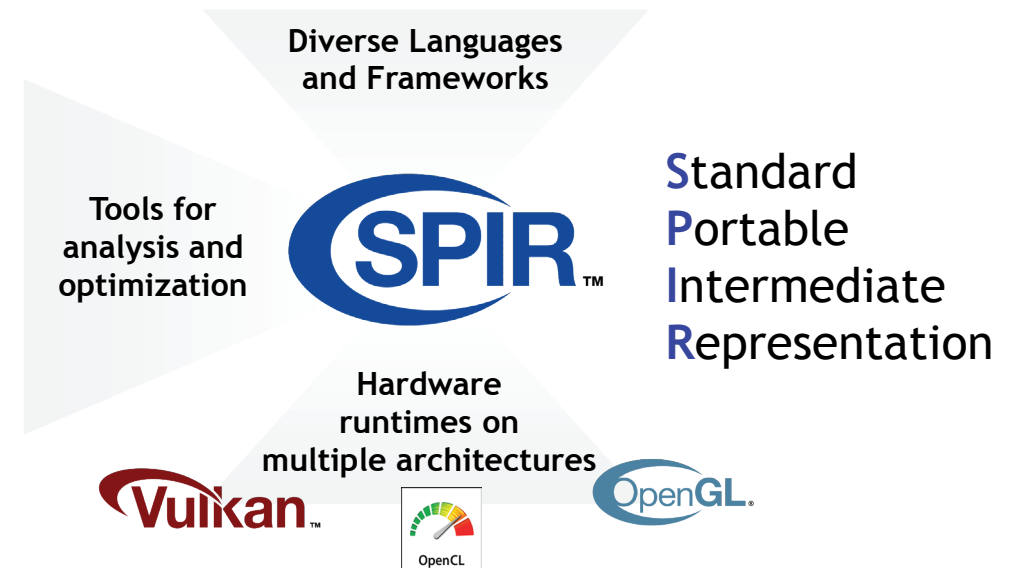 Diverse Languages
and Frameworks
Tools for
analysis and
optimization
SPIR™
Standard
Portable
Intermediate
Representation
Hardware
runtimes on
multiple architectures
Vulkan™
OpenCL
OpenGL®